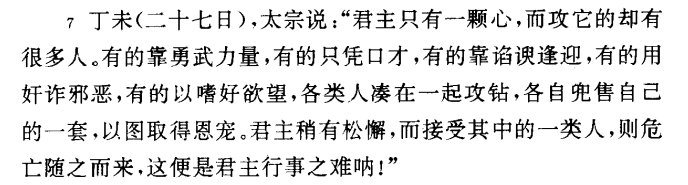 7 丁未(二十七日),太宗说:“君主只有一颗心,而攻它的却有
很多人。有的靠勇武力量,有的只凭口才,有的靠谄谀逢迎,有的用
奸诈邪恶,有的以嗜好欲望,各类人凑在一起攻钻,各自兜售自己
的一套,以图取得恩宠。君主稍有松懈,而接受其中的一类人,则危
亡随之而来,这便是君主行事之难呐!”